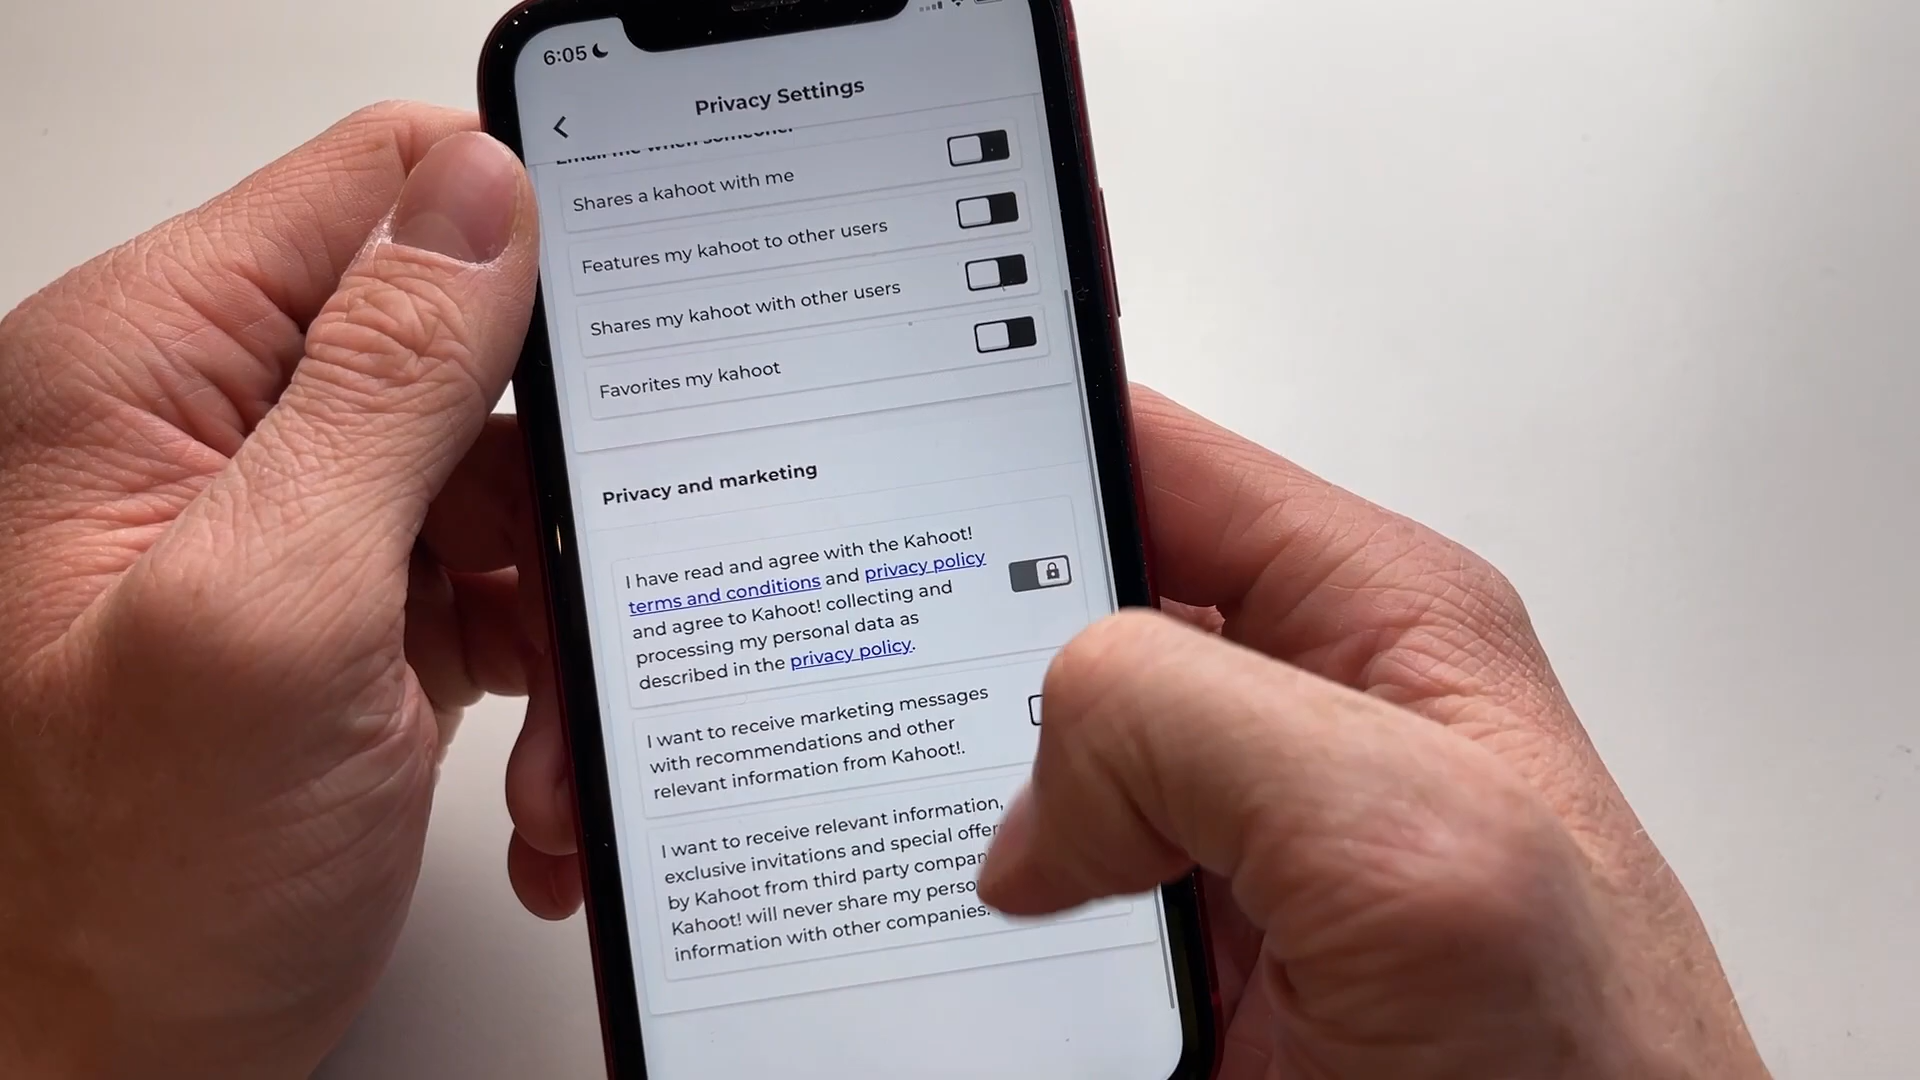 6:05
Privacy Settings
Email me when someone:
Shares a kahoot with me
Features my kahoot to other users
Shares my kahoot with other users
Favorites my kahoot
Privacy and marketing
I have read and agree with the Kahoot!
terms and conditions and privacy policy
and agree to Kahoot! collecting and
processing my personal data as
described in the privacy policy.
I want to receive marketing messages
with recommendations and other
relevant information from Kahoot!.
I want to receive relevant information,
exclusive invitations and special offer
by Kahoot from third party compan
Kahoot! will never share my perso
information with other companies.